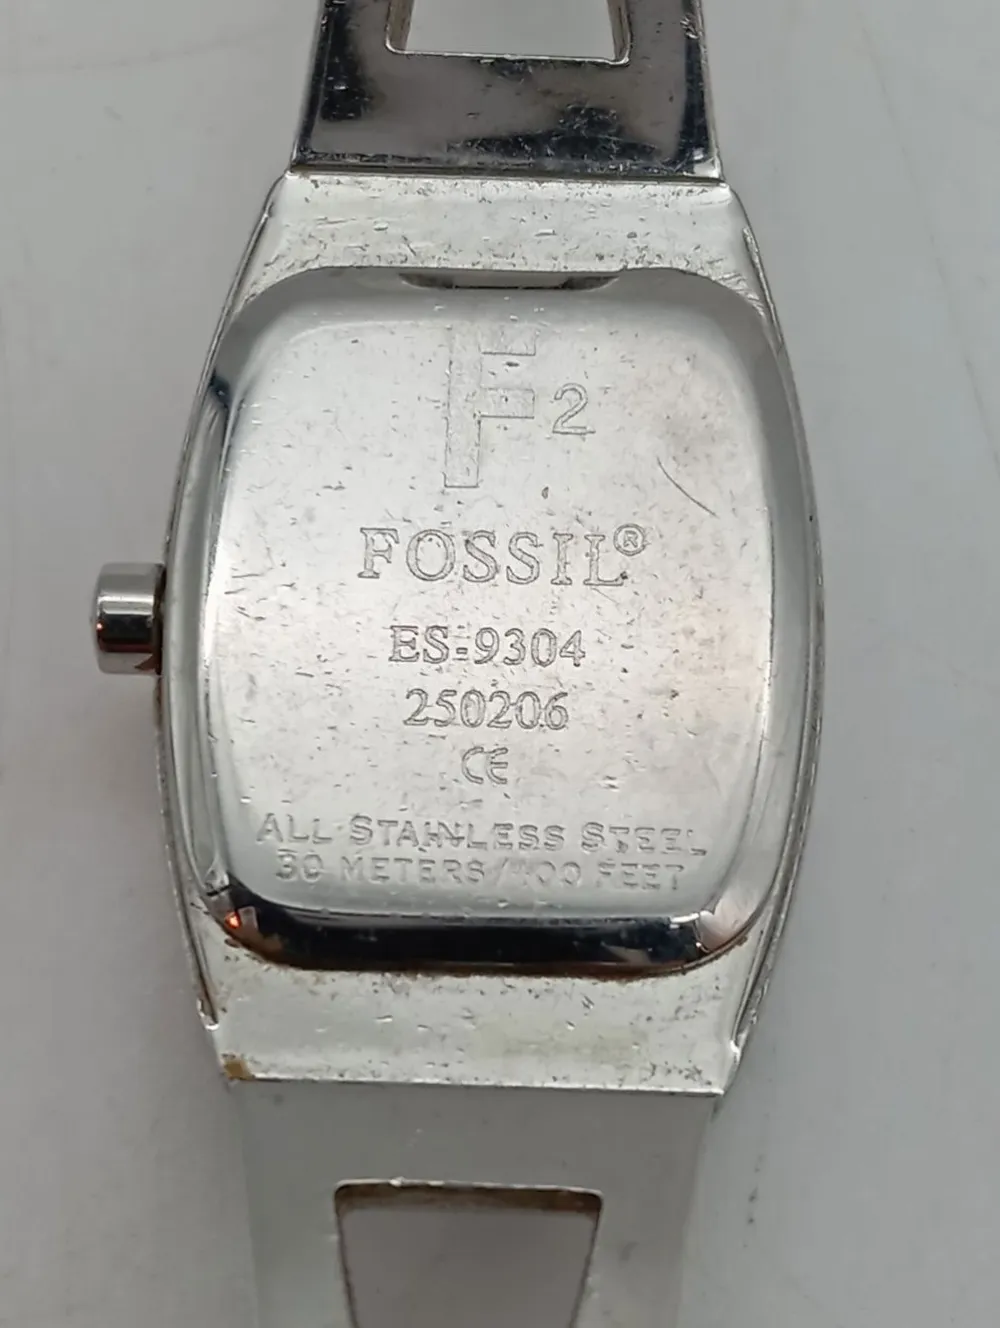 F2
FOSSIL®
ES-9304
250206
CE
ALL STAINLESS STEEL
30 METERS/100 FEET